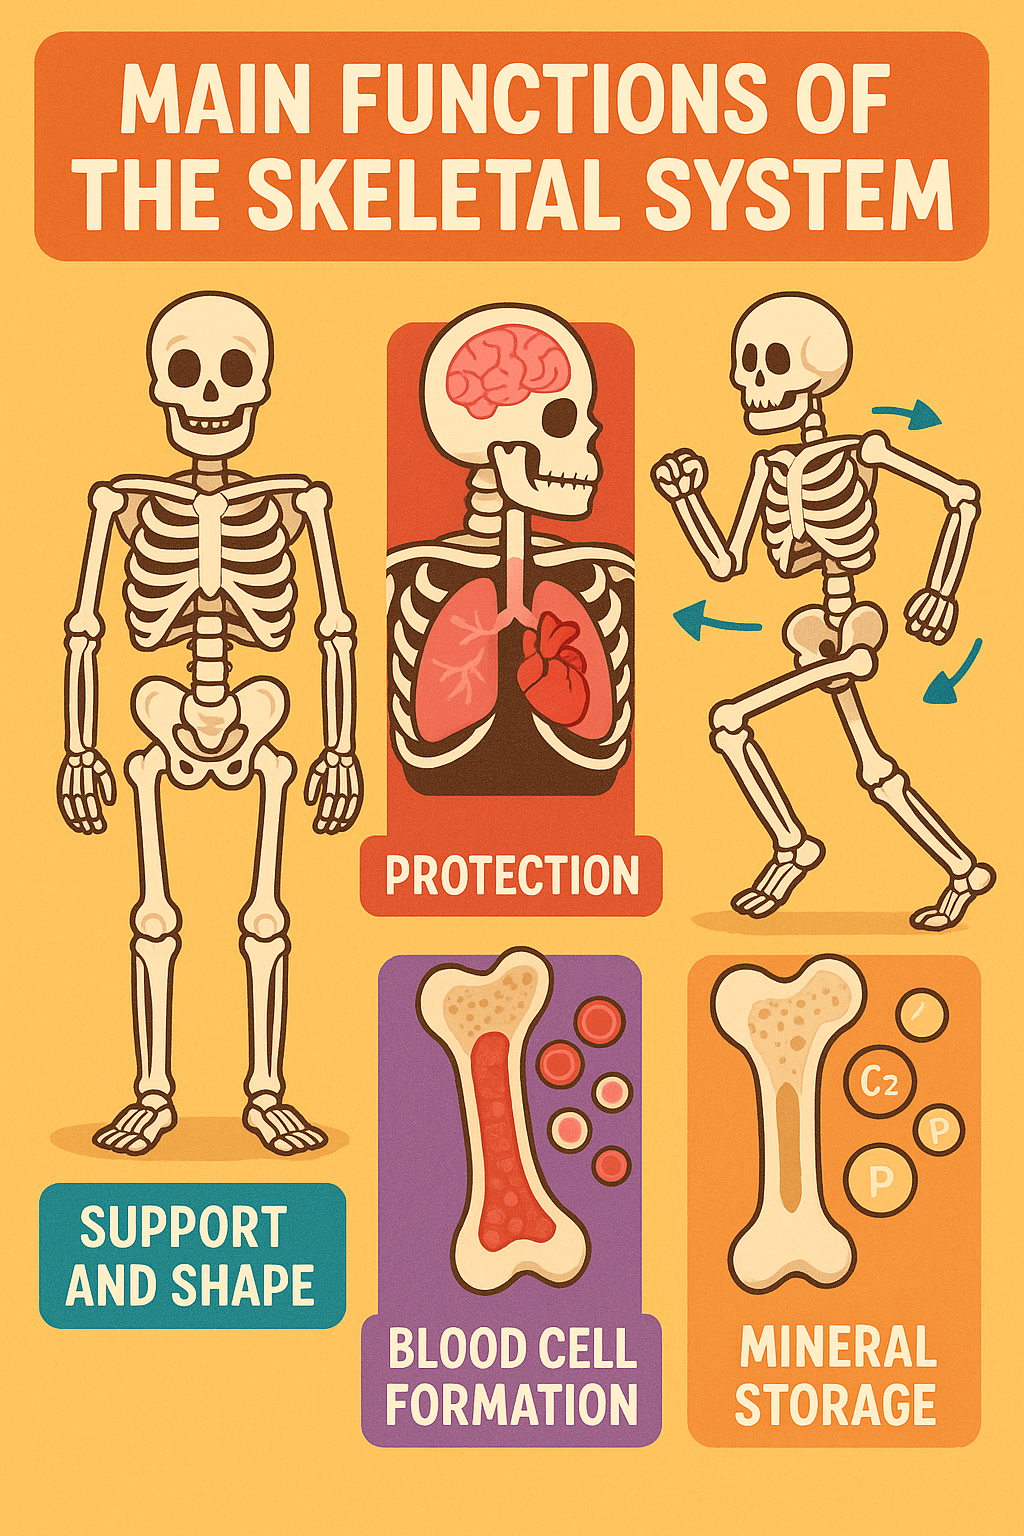 MAIN FUNCTIONS OF
THE SKELETAL SYSTEM
PROTECTION
SUPPORT
AND SHAPE
BLOOD CELL
FORMATION
C2
P
P
MINERAL
STORAGE